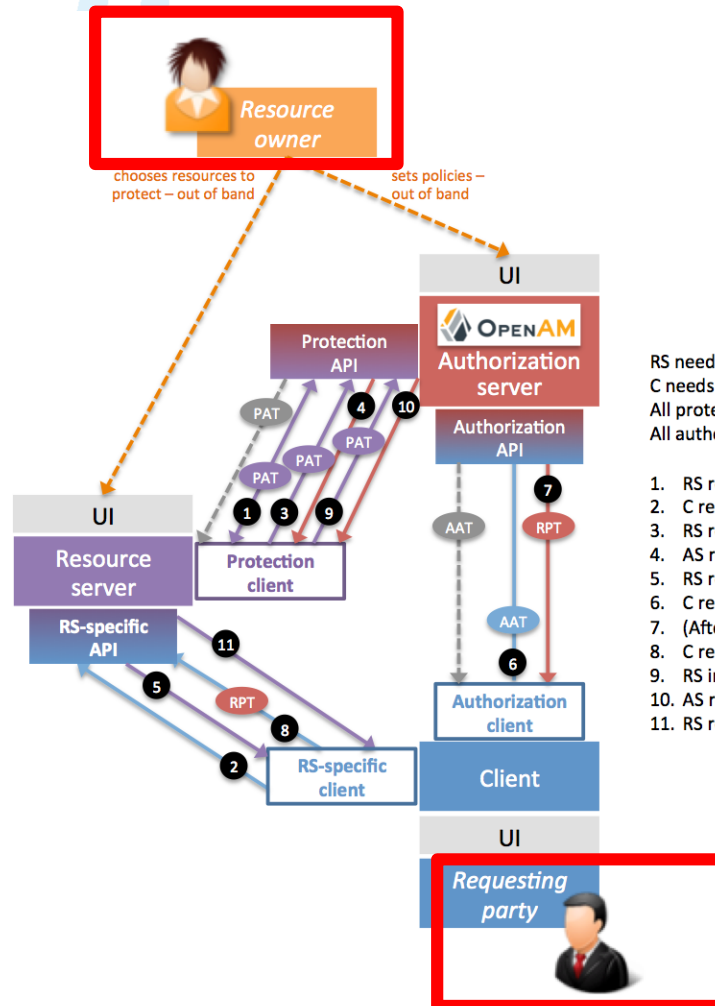 Resource
owner
chooses resources to
protect – out of band
sets policies –
out of band
UI
OPENAM
Authorization
server
Protection
API
Authorization
API
PAT
4
10
PAT
PAT
PAT
1
3
9
7
AAT
RPT
AAT
6
UI
Resource
server
Protection
client
RS-specific
API
11
5
RPT
8
2
RS-specific
client
Authorization
client
Client
UI
Requesting
party
RS need
C needs
All prote
All autho
1. RS r
2. C re
3. RS r
4. AS r
5. RS r
6. C re
7. (Afte
8. C re
9. RS in
10. AS r
11. RS r